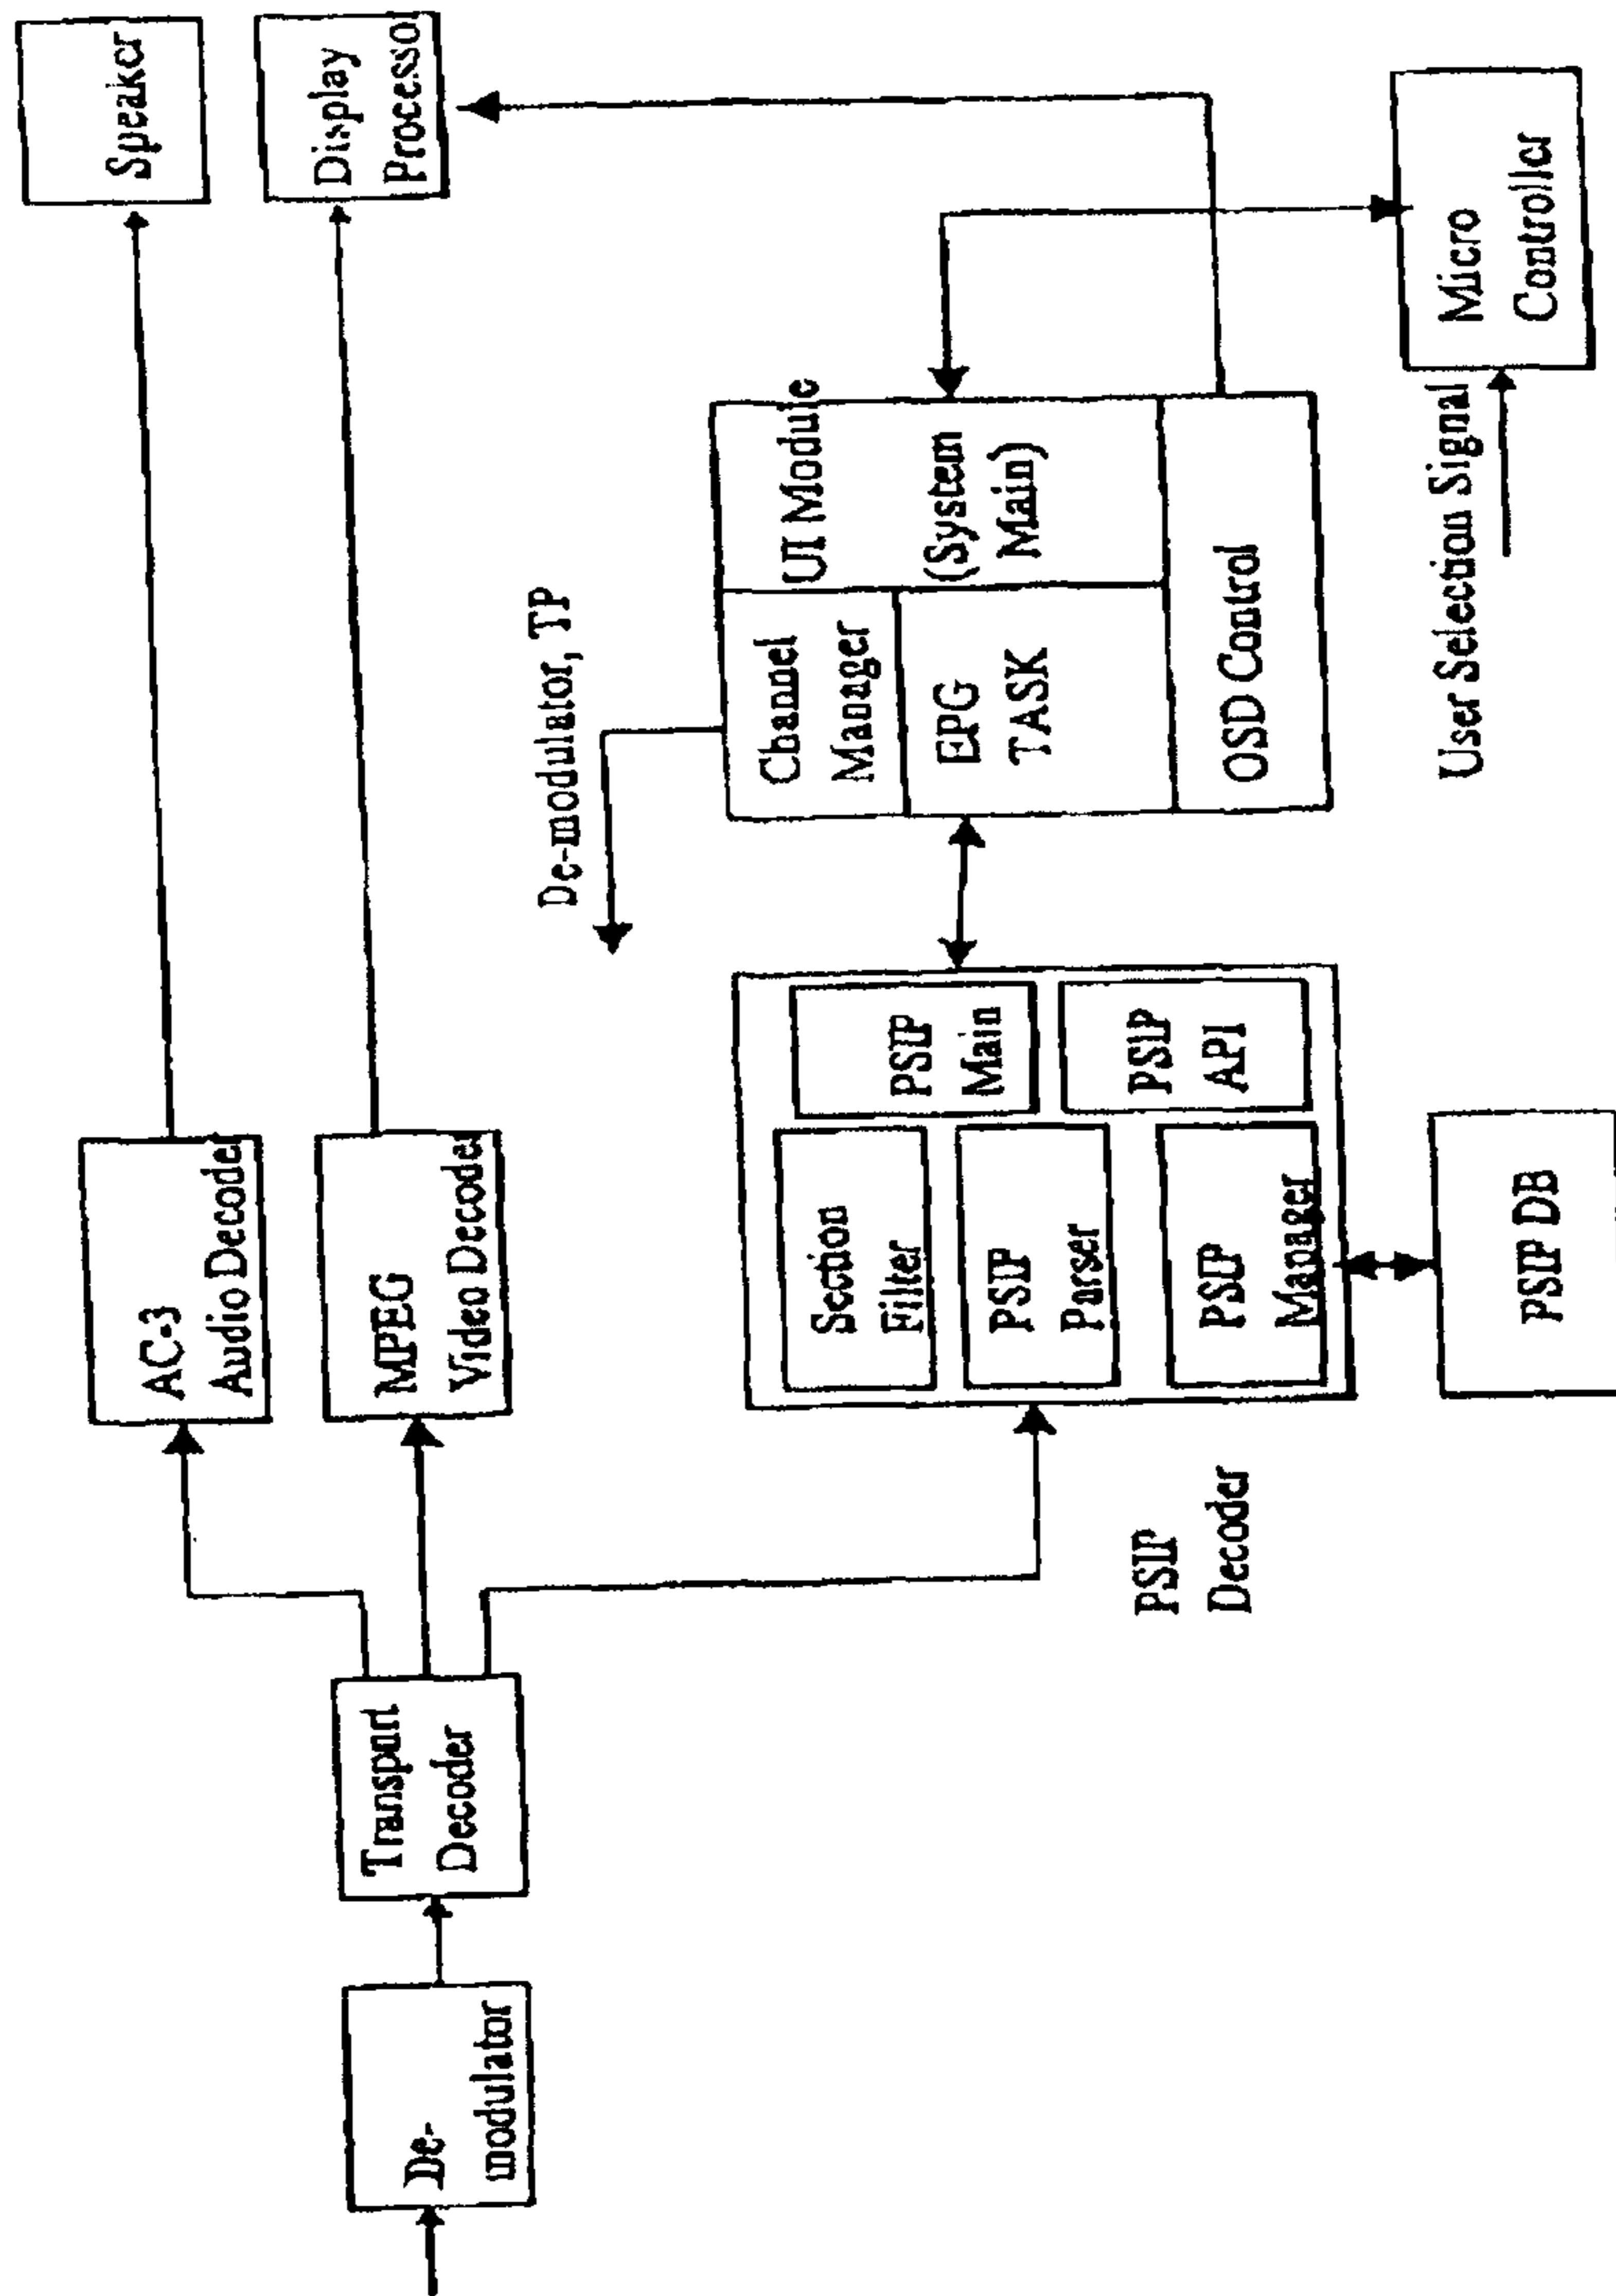 De-
modulator
Transport
Decoder
AC-3
Audio Decoder
MPEG
Video Decoder
Speaker
Display
Processo
PSIP
Decoder
Section
Filter
PSIP
Parser
PSIP
Manager
PSIP
Main
PSIP
API
PSIP DB
De-modulator, TP
Channel
Manager
EPG
TASK
UI Module
(System
Main)
OSD Control
User Selection Signal
Micro
Controller